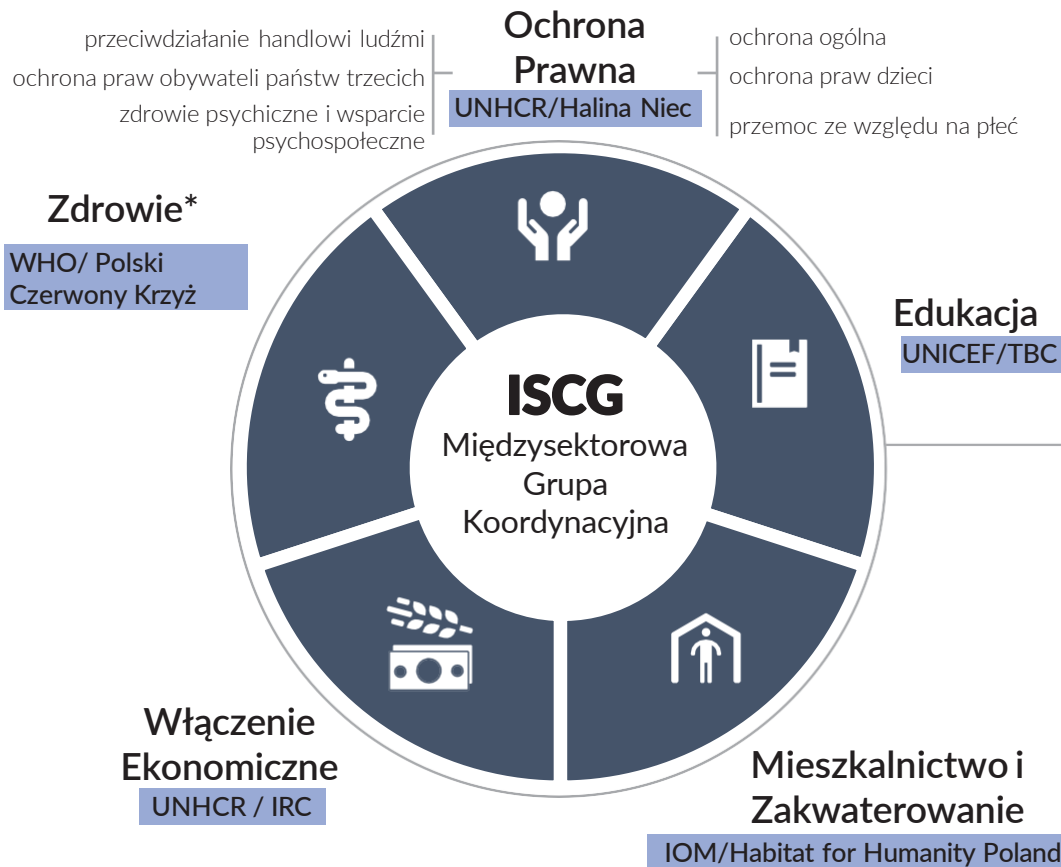 Ochrona
Prawna
UNHCR/Halina Niec
przeciwdziałanie handlowi ludźmi
ochrona praw obywateli państw trzecich
zdrowie psychiczne i wsparcie
psychospołeczne
ochrona ogólna
ochrona praw dzieci
przemoc ze względu na płeć
Zdrowie*
WHO/ Polski
Czerwony Krzyż
Edukacja
UNICEF/TBC
ISCG
Międzysektorowa
Grupa
Koordynacyjna
Włączenie
Ekonomiczne
UNHCR / IRC
Mieszkalnictwo i
Zakwaterowanie
IOM/Habitat for Humanity Poland